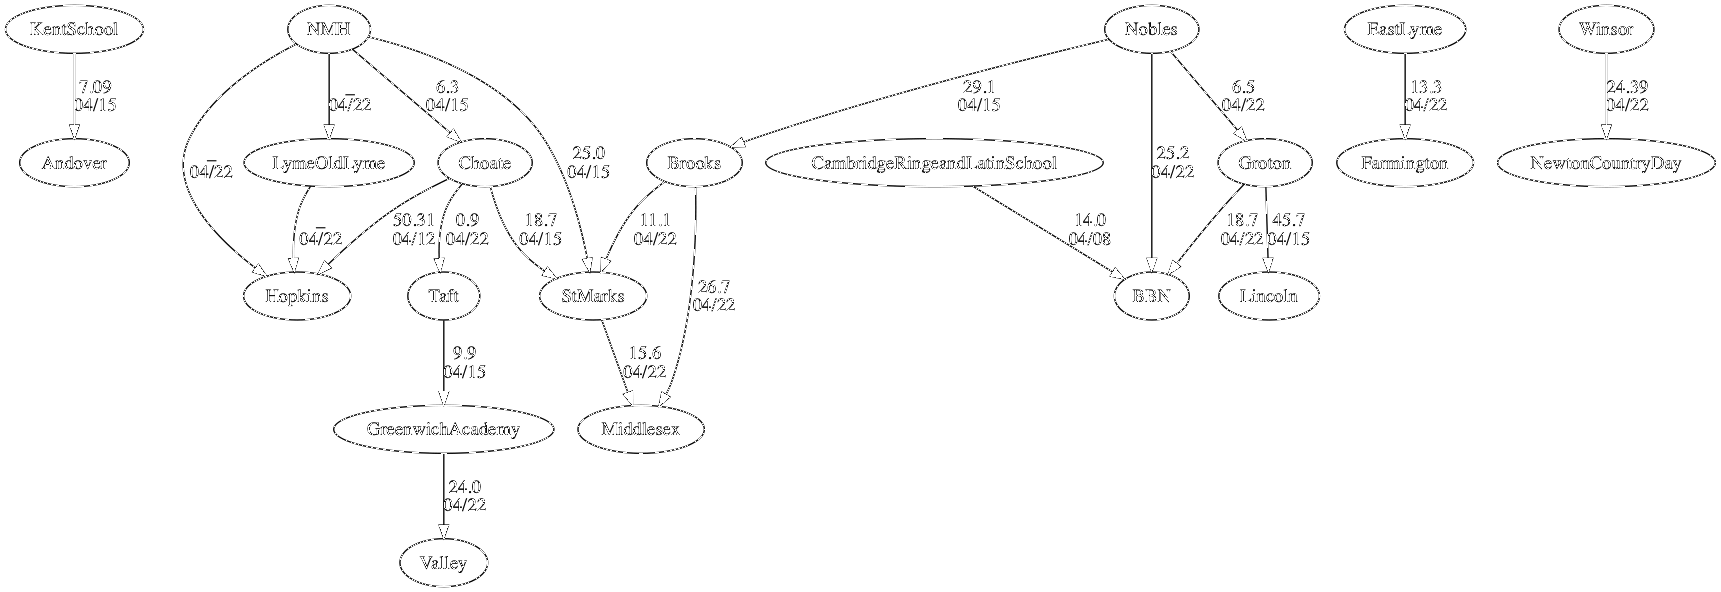 KentSchool
NMH
Nobles
EastLyme
Winsor
7.09
04/15
–
04/22
6.3
04/15
29.1
04/15
6.5
04/22
13.3
04/22
24.39
04/22
Andover
–
04/22
LymeOldLyme
Choate
25.0
04/15
Brooks
CambridgeRingeandLatinSchool
25.2
04/22
Groton
Farmington
NewtonCountryDay
–
04/22
50.31
04/12
0.9
04/22
18.7
04/15
11.1
04/22
14.0
04/08
18.7
04/22
45.7
04/15
Hopkins
Taft
StMarks
26.7
04/22
BBN
Lincoln
9.9
04/15
15.6
04/22
GreenwichAcademy
Middlesex
24.0
04/22
Valley